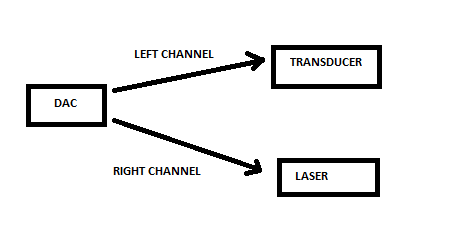 LEFT CHANNEL
TRANSDUCER
DAC
RIGHT CHANNEL
LASER